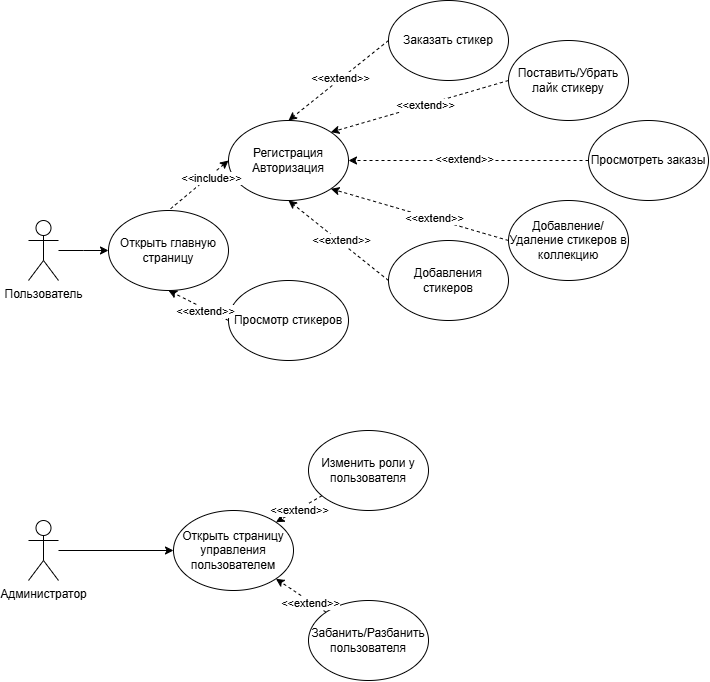 Заказать стикер
<<extend>>
Поставить/Убрать
лайк стикеру
<<extend>>
Регистрация
Авторизация
<<extend>>
Просмотреть заказы
<<include>>
Добавление/
Удаление стикеров в
коллекцию
<<extend>>
Открыть главную
страницу
<<extend>>
Добавления
стикеров
Пользователь
<<extend>>
Просмотр стикеров
Изменить роли у
пользователя
<<extend>>
Открыть страницу
управления
пользователем
Администратор
<<extend>>
Забанить/Разбанить
пользователя